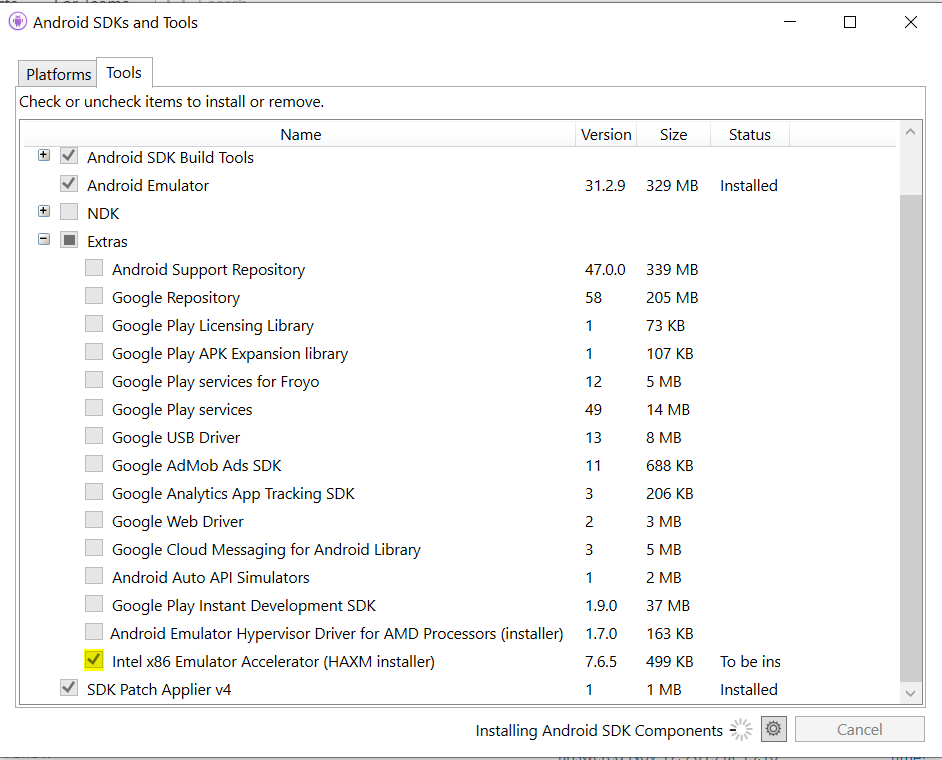 Android SDKs and Tools
Platforms Tools
Check or uncheck items to install or remove.
Name Version Size Status
Android SDK Build Tools
Android Emulator 31.2.9 329 MB Installed
NDK
Extras
Android Support Repository 47.0.0 339 MB
Google Repository 58 205 MB
Google Play Licensing Library 1 73 KB
Google Play APK Expansion library 1 107 KB
Google Play services for Froyo 12 5 MB
Google Play services 49 14 MB
Google USB Driver 13 8 MB
Google AdMob Ads SDK 11 688 KB
Google Analytics App Tracking SDK 3 206 KB
Google Web Driver 2 3 MB
Google Cloud Messaging for Android Library 3 5 MB
Android Auto API Simulators 1 2 MB
Google Play Instant Development SDK 1.9.0 37 MB
Android Emulator Hypervisor Driver for AMD Processors (installer) 1.7.0 163 KB
Intel x86 Emulator Accelerator (HAXM installer) 7.6.5 499 KB To be ins
SDK Patch Applier v4 1 1 MB Installed
Installing Android SDK Components Cancel